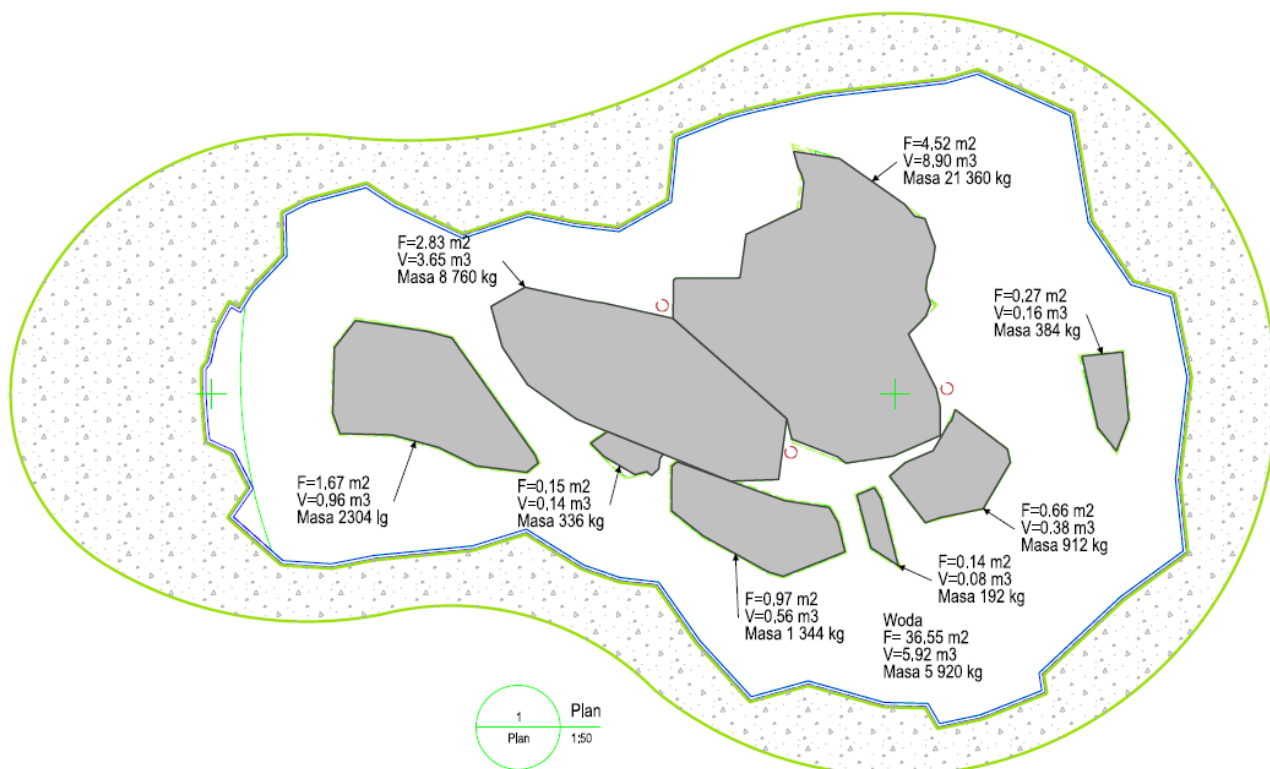 F=4,52 m2
V=8,90 m3
Masa 21 360 kg
F=2.83 m2
V=3.65 m3
Masa 8 760 kg
F=0,27 m2
V=0,16 m3
Masa 384 kg
F=1,67 m2
V=0,96 m3
Masa 2304 lg
F=0,15 m2
V=0,14 m3
Masa 336 kg
F=0.66 m2
V=0.38 m3
Masa 912 kg
F=0.14 m2
V=0.08 m3
Masa 192 kg
F=0,97 m2
V=0,56 m3
Masa 1 344 kg
Woda
F= 36,55 m2
V=5,92 m3
Masa 5 920 kg
1
Plan
Plan
1:50